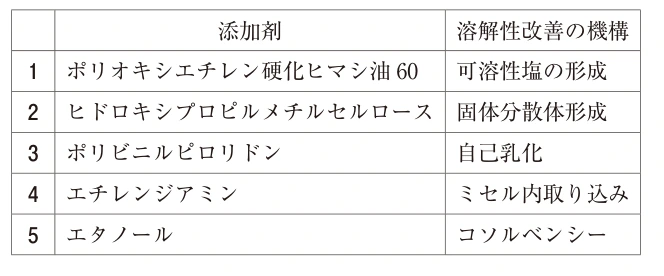 添加剤 溶解性改善の機構
1 ポリオキシエチレン硬化ヒマシ油 60 可溶性塩の形成
2 ヒドロキシプロピルメチルセルロース 固体分散体形成
3 ポリビニルピロリドン 自己乳化
4 エチレンジアミン ミセル内取り込み
5 エタノール コソルベンシー